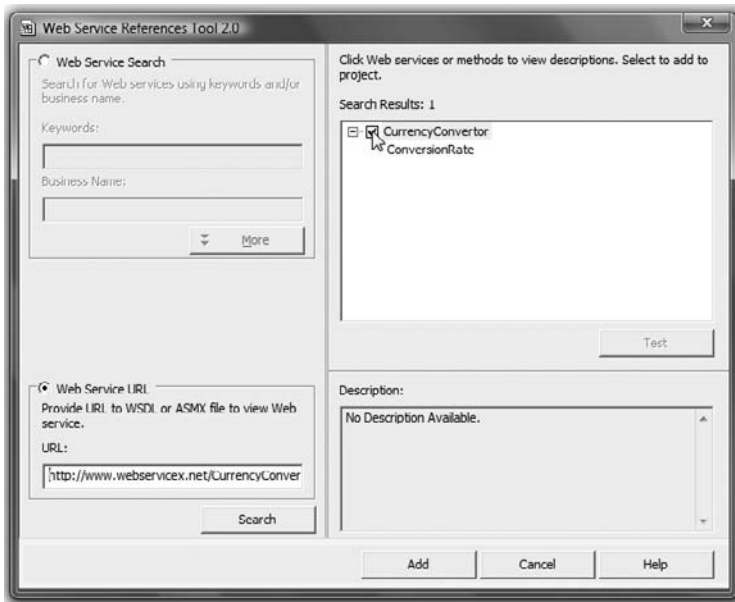 Web Service References Tool 2.0
Web Service Search
Search for Web services using keywords and/or
business name.
Keywords:
Business Name:
More
Web Service URL
Provide URL to WSDL or ASMX file to view Web
service.
URL:
http://www.webservicex.net/CurrencyConver
Search
Click Web services or methods to view descriptions. Select to add to
project.
Search Results: 1
CurrencyConvertor
ConversionRate
Test
Description:
No Description Available.
Add
Cancel
Help